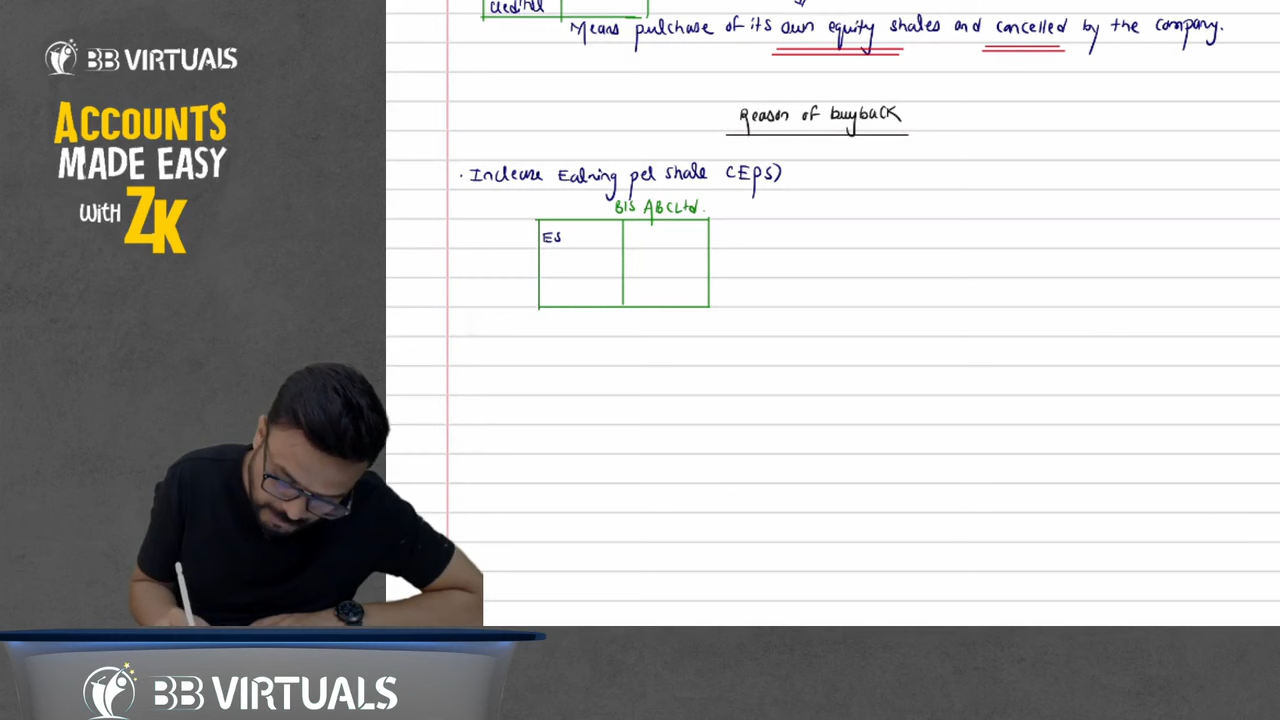 BB VIRTUALS
ACCOUNTS
MADE EASY
with ZK
creditor
Means purchase of its own equity shares and cancelled by the company.
Reason of buyback
· Increase Earning per share (EPS)
B/S ABC Ltd.
ES
BB VIRTUALS